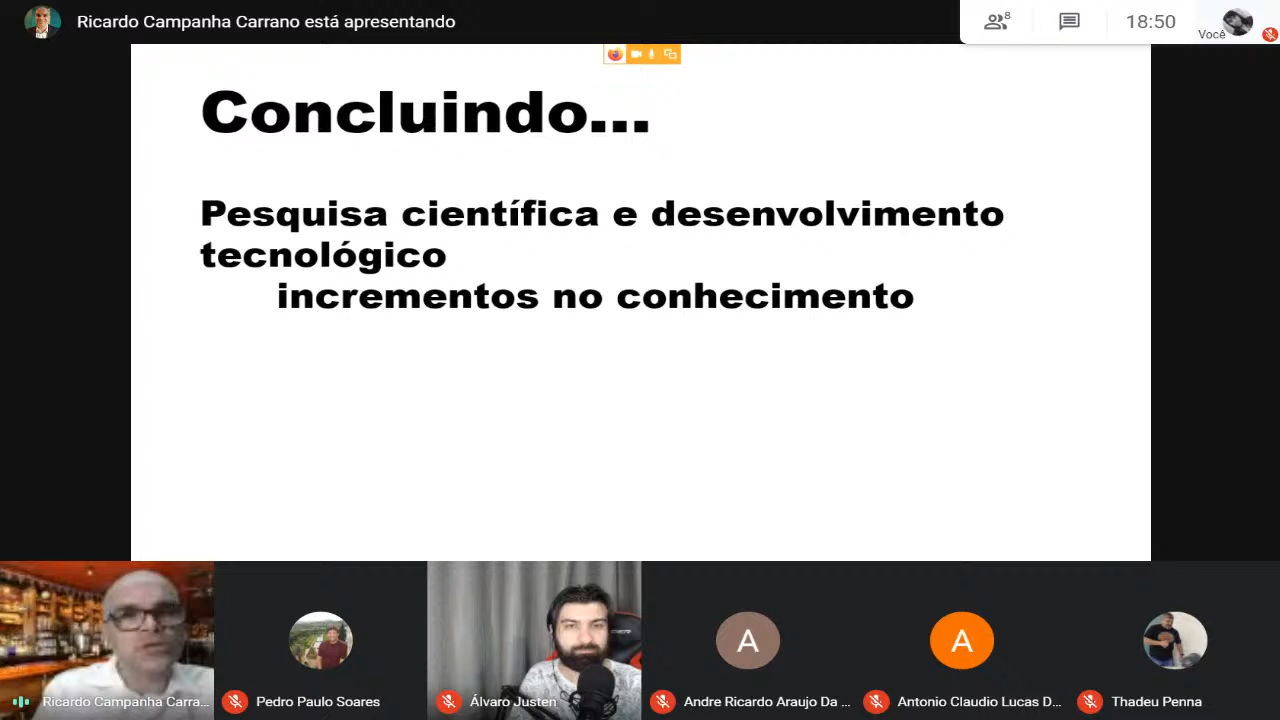 Ricardo Campanha Carrano está apresentando
8
18:50
Você
Concluindo...
Pesquisa científica e desenvolvimento
tecnológico
incrementos no conhecimento
Ricardo Campanha Carra...
Pedro Paulo Soares
Álvaro Justen
A
Andre Ricardo Araujo Da ...
A
Antonio Claudio Lucas D...
Thadeu Penna